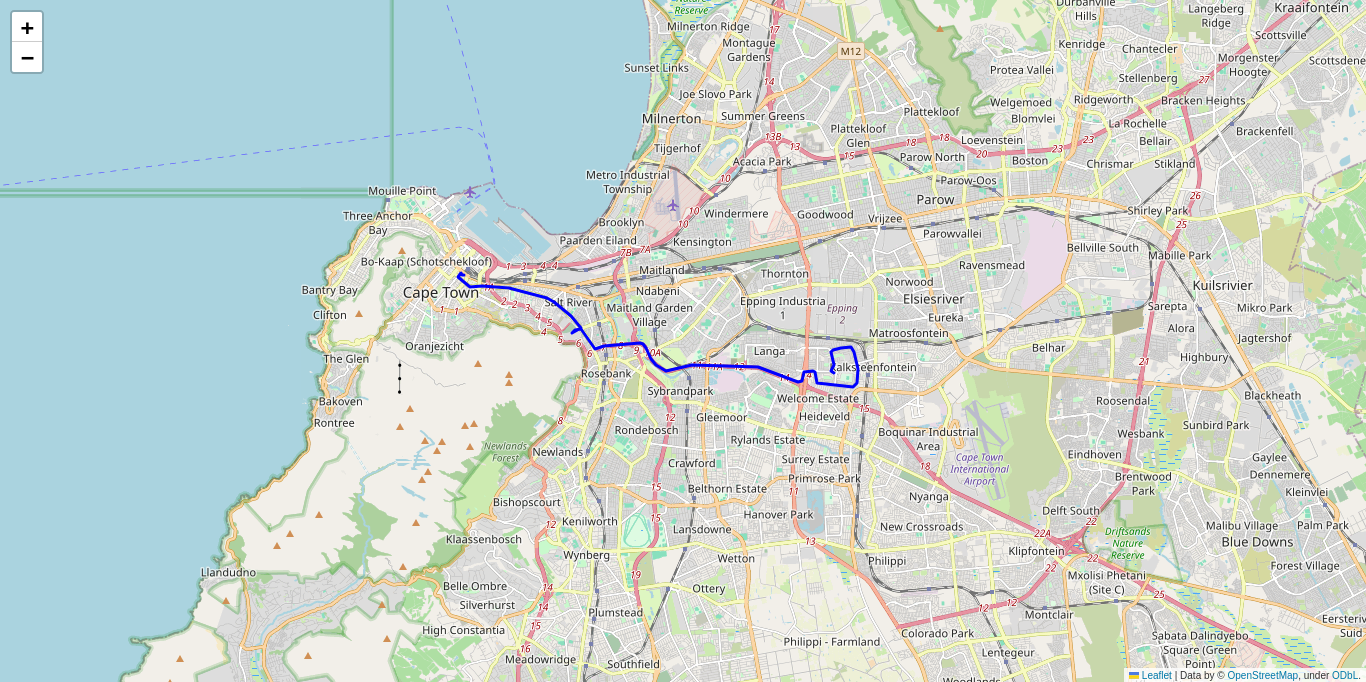 +
−
Nature
Reserve
Milnerton Ridge
Montague
Gardens
Sunset Links
Joe Slovo Park
Milnerton
Summer Greens
Tijgerhof
Acacia Park
Metro Industrial
Township
Brooklyn
Windermere
Paarden Eiland
Kensington
Maitland
Ndabeni
Maitland Garden
Village
Mouille Point
Three Anchor
Bay
Bo-Kaap (Schotschekloof)
Bantry Bay
Cape Town
Clifton
Salt River
Oranjezicht
The Glen
Bakoven
Rontree
Rosebank
Sybrandpark
Gleemoor
Rondebosch
Newlands
Newlands
Forest
Crawford
Belthorn Estate
Bishopscourt
Kenilworth
Lansdowne
Klaassenbosch
Wynberg
Wetton
Llandudno
Belle Ombre
Silverhurst
Ottery
Plumstead
High Constantia
Meadowridge
Southfield
Durbanville
Hills
Langeberg
Ridge
Kraaifontein
Scottsville
Kenridge
Chantecler
Morgenster
Hoogte
Scottsdene
M12
Protea Vallei
Stellenberg
Welgemoed
Ridgeworth
Bracken Heights
Blomvlei
Plattekloof
Plattekloof
Glen
La Rochelle
Brackenfell
Loevenstein
Bellair
Parow North
Boston
Chrismar
Stikland
Parow-Oos
Parow
Goodwood
Vrijzee
Shirley Park
Parowvallei
Bellville South
Ravensmead
Thornton
Norwood
Kuilsrivier
Elsiesriver
Epping Industria
1
Epping
2
Eureka
Sarepta
Mikro Park
Matroosfontein
Alora
Jagtershof
Langa
Belhar
Highbury
Kalksteenfontein
Blackheath
Welcome Estate
Roosendal
Heideveld
Sunbird Park
Boquinar Industrial
Area
Wesbank
Rylands Estate
Surrey Estate
Cape Town
International
Airport
Eindhoven
Gaylee
Primrose Park
Brentwood
Park
Dennemere
Kleinvlei
Nyanga
Hanover Park
Delft South
New Crossroads
Malibu Village
Palm Park
Driftsands
Nature
Reserve
Blue Downs
Klipfontein
Philippi
Forest Village
Mxolisi Phetani
(Site C)
Montclair
Eersteriv
Suid
Colorado Park
Sabata Dalindyebo
Square (Green
Point)
Philippi - Farmland
Lentegeur
Woodlands
Leaflet | Data by © OpenStreetMap, under ODbL.